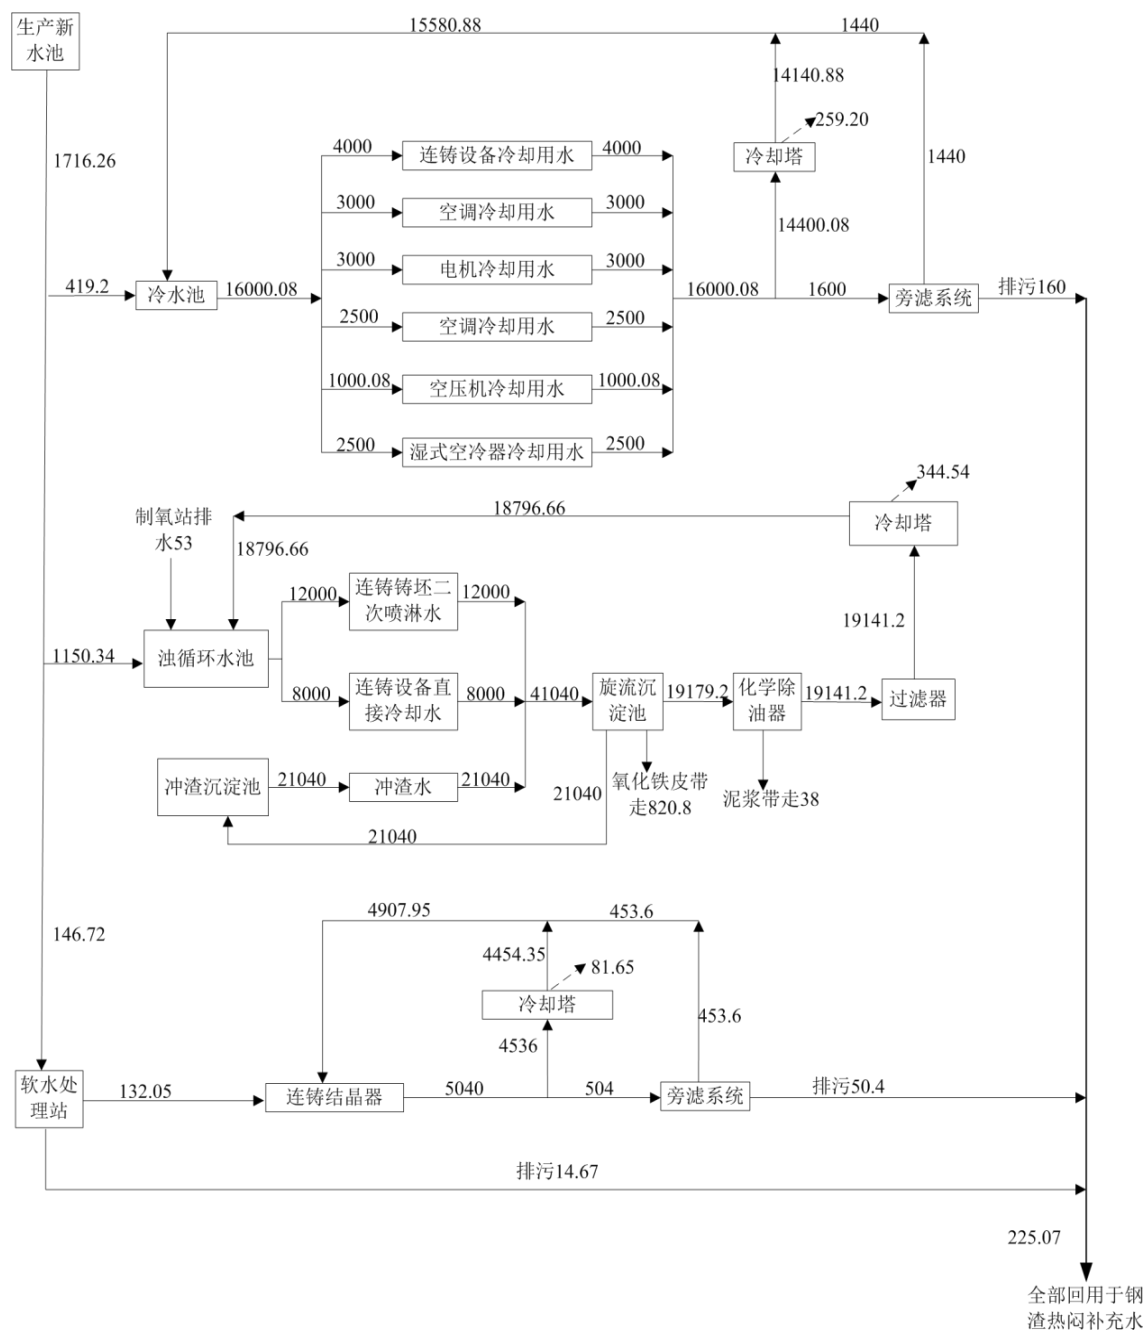 生产新
水池
15580.88
1440
14140.88
259.20
1716.26
4000
连铸设备冷却用水
4000
冷却塔
1440
3000
空调冷却用水
3000
14400.08
3000
电机冷却用水
3000
419.2
冷水池
16000.08
16000.08
1600
旁滤系统
排污160
2500
空调冷却用水
2500
1000.08
空压机冷却用水
1000.08
2500
湿式空冷器冷却用水
2500
344.54
18796.66
冷却塔
制氧站排
水53
18796.66
12000
连铸铸坯二
次喷淋水
12000
19141.2
1150.34
浊循环水池
8000
连铸设备直
接冷却水
8000
41040
旋流沉
淀池
19179.2
化学除
油器
19141.2
过滤器
冲渣沉淀池
21040
冲渣水
21040
21040
氧化铁皮带
走820.8
泥浆带走38
21040
4907.95
453.6
146.72
4454.35
81.65
冷却塔
453.6
4536
软水处
理站
132.05
连铸结晶器
5040
504
旁滤系统
排污50.4
排污14.67
225.07
全部回用于钢
渣热闷补充水